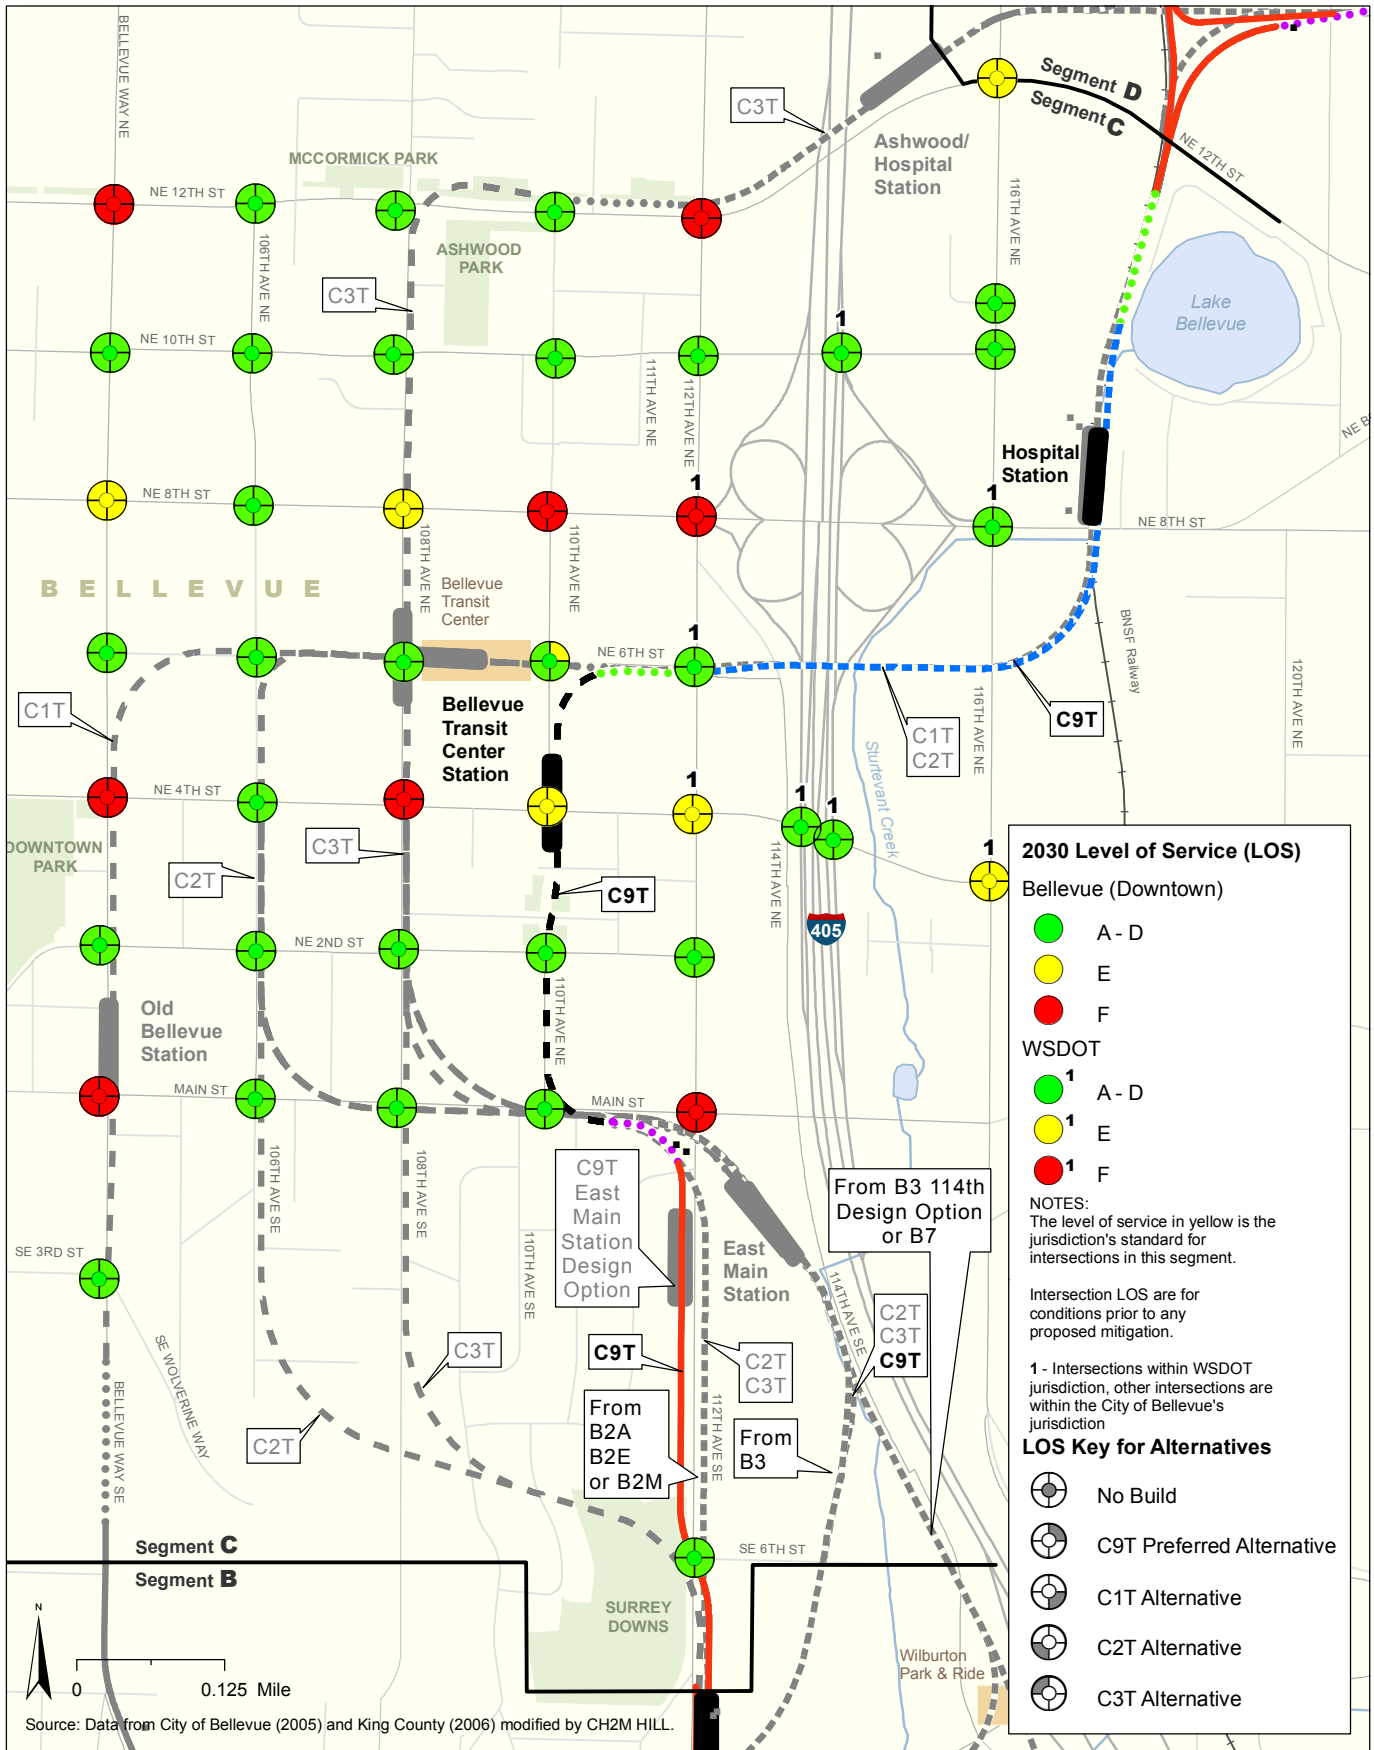 BELLEVUE WAY NE
Segment D
Segment C
C3T
Ashwood/
Hospital
Station
NE 12TH ST
MCCORMICK PARK
NE 12TH ST
116TH AVE NE
106TH AVE NE
ASHWOOD
PARK
C3T
Lake
Bellevue
1
NE 10TH ST
111TH AVE NE
112TH AVE NE
Hospital
Station
1
1
NE 8TH ST
NE 8TH ST
108TH AVE NE
110TH AVE NE
BELLEVUE
Bellevue
Transit
Center
BNSF Railway
1
NE 6TH ST
120TH AVE NE
116TH AVE NE
C1T
Bellevue
Transit
Center
Station
C1T
C2T
C9T
Sturtevant Creek
NE 4TH ST
1
1
1
1
DOWNTOWN
PARK
C3T
C2T
C9T
114TH AVE NE
405
NE 2ND ST
110TH AVE NE
Old
Bellevue
Station
MAIN ST
MAIN ST
106TH AVE SE
108TH AVE SE
110TH AVE SE
C9T
East
Main
Station
Design
Option
East
Main
Station
From B3 114th
Design Option
or B7
114TH AVE SE
SE 3RD ST
C2T
C3T
C9T
C9T
C2T
C3T
C3T
SE WOLVERINE WAY
BELLEVUE WAY SE
C2T
From
B2A
B2E
or B2M
112TH AVE SE
From
B3
SE 6TH ST
Segment C
Segment B
SURREY
DOWNS
Wilburton
Park & Ride
N
0 0.125 Mile
Source: Data from City of Bellevue (2005) and King County (2006) modified by CH2M HILL.
2030 Level of Service (LOS)
Bellevue (Downtown)
A - D
E
F
WSDOT
1 A - D
1 E
1 F
NOTES:
The level of service in yellow is the
jurisdiction's standard for
intersections in this segment.
Intersection LOS are for
conditions prior to any
proposed mitigation.
1 - Intersections within WSDOT
jurisdiction, other intersections are
within the City of Bellevue's
jurisdiction
LOS Key for Alternatives
No Build
C9T Preferred Alternative
C1T Alternative
C2T Alternative
C3T Alternative